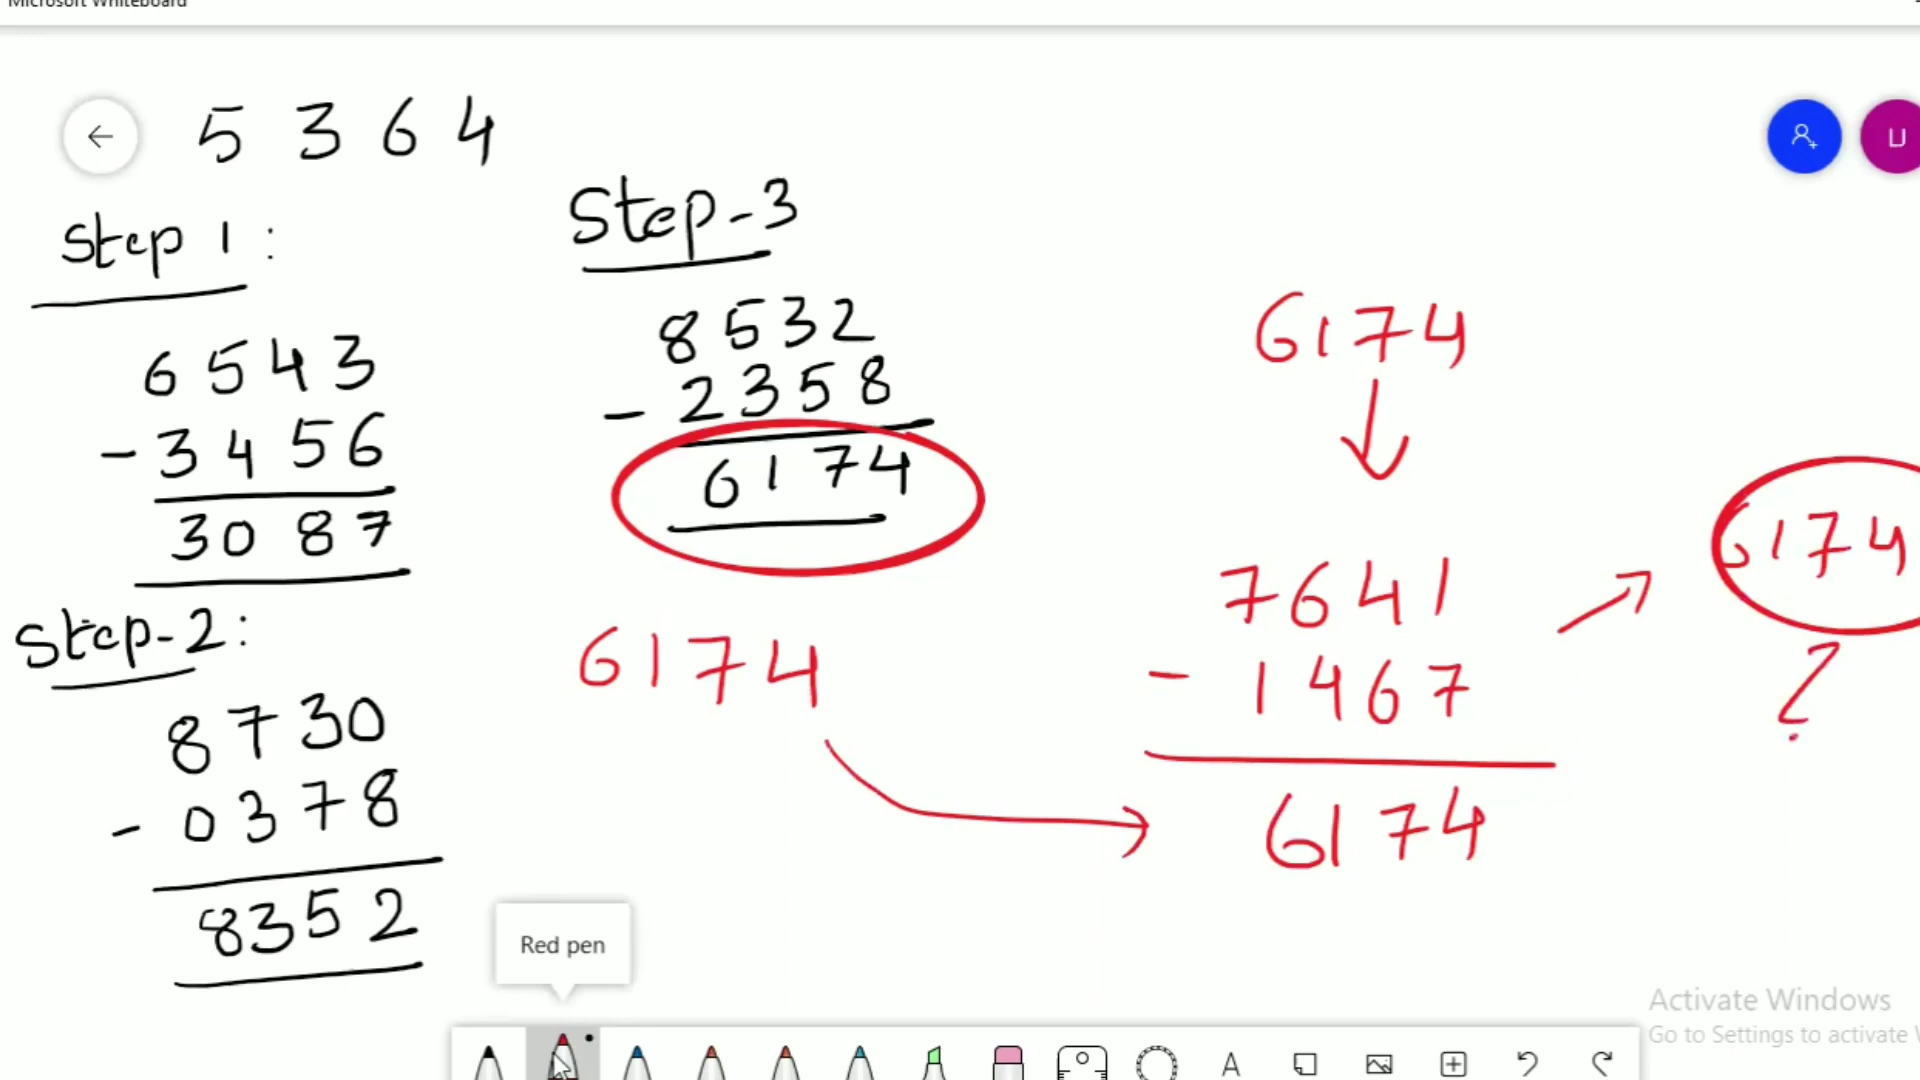 Microsoft Whiteboard
5 3 6 4
Step 1 :
6 5 4 3
- 3 4 5 6
3 0 8 7
Step-2:
8 7 3 0
- 0 3 7 8
8 3 5 2
Step-3
8 5 3 2
- 2 3 5 8
6 1 7 4
6 1 7 4
6 1 7 4
7 6 4 1
- 1 4 6 7
6 1 7 4
6 1 7 4
?
U
Red pen
A
Activate Windows
Go to Settings to activate